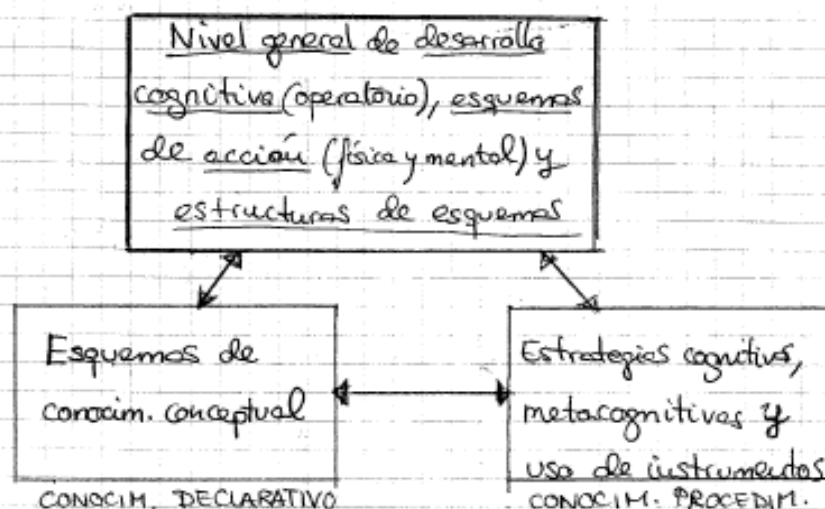 Nivel general de desarrollo
cognitivo (operatorio), esquemas
de acción (física y mental) y
estructuras de esquemas
Esquemas de
conocim. conceptual
CONOCIM. DECLARATIVO
Estrategias cognitivas,
metacognitivas y
uso de instrumentos
CONOCIM. PROCEDIM.